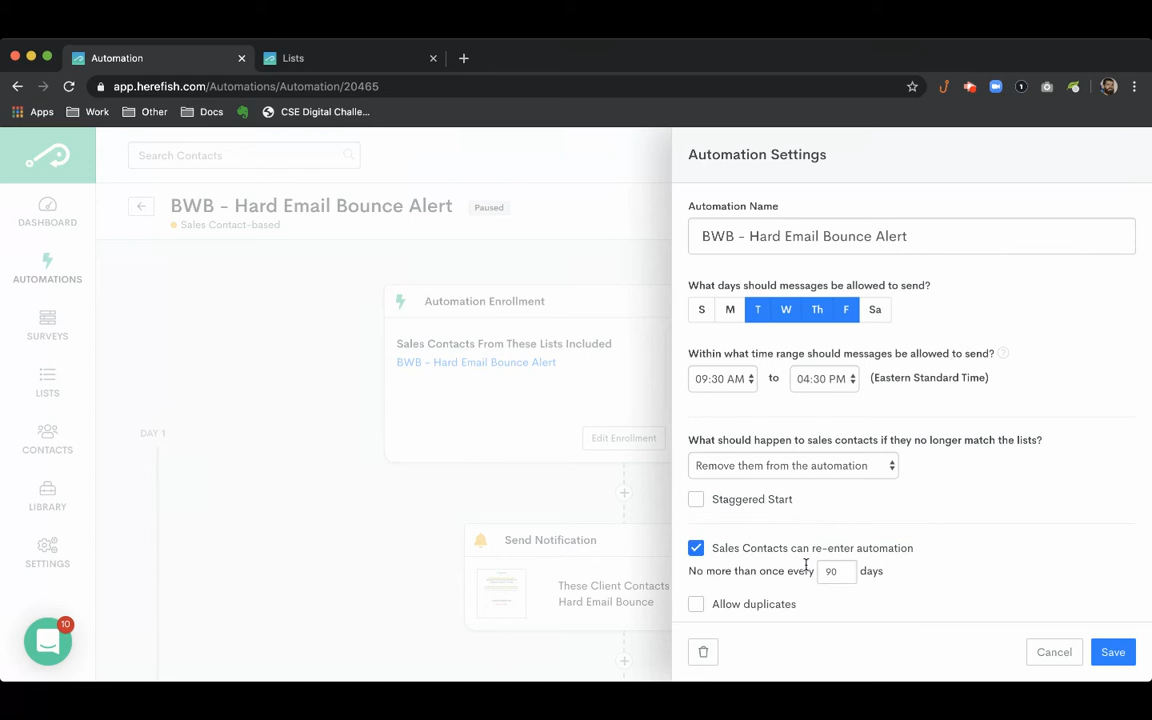 Automation
Lists
app.herefish.com/Automations/Automation/20465
Apps
Work
Other
Docs
CSE Digital Challe...
Search Contacts
DASHBOARD
AUTOMATIONS
SURVEYS
LISTS
CONTACTS
LIBRARY
SETTINGS
10
BWB - Hard Email Bounce Alert
Paused
Sales Contact-based
DAY 1
Automation Enrollment
Sales Contacts From These Lists Included
BWB - Hard Email Bounce Alert
Edit Enrollment
Send Notification
These Client Contacts
Hard Email Bounce
Automation Settings
Automation Name
BWB - Hard Email Bounce Alert
What days should messages be allowed to send?
S M T W Th F Sa
Within what time range should messages be allowed to send? ?
09:30 AM to 04:30 PM (Eastern Standard Time)
What should happen to sales contacts if they no longer match the lists?
Remove them from the automation
Staggered Start
Sales Contacts can re-enter automation
No more than once every 90 days
Allow duplicates
Cancel
Save